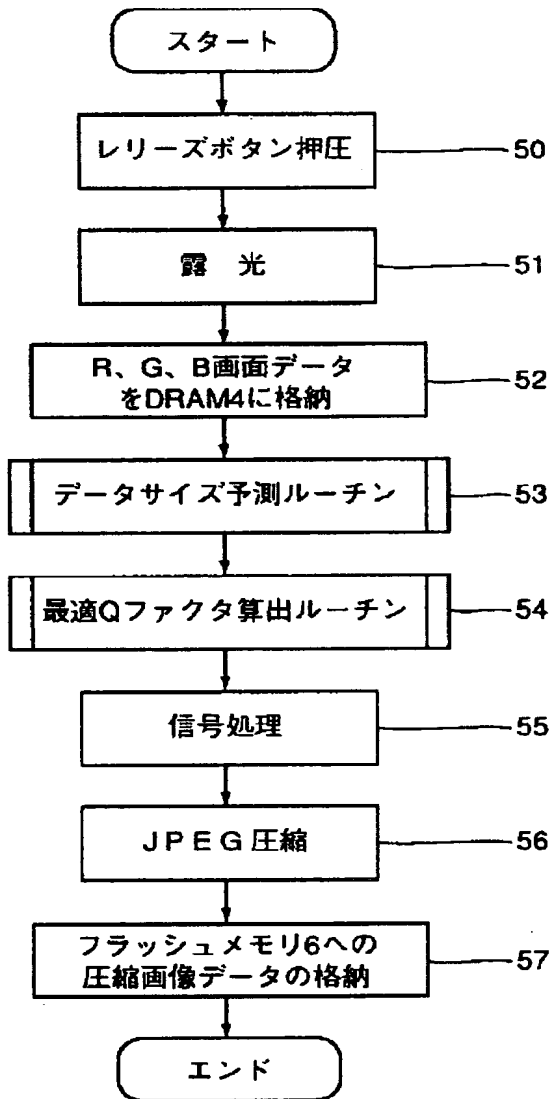 スタート
レリーズボタン押圧
50
露 光
51
R、G、B画面データ
をDRAM4に格納
52
データサイズ予測ルーチン
53
最適Qファクタ算出ルーチン
54
信号処理
55
JPEG圧縮
56
フラッシュメモリ6への
圧縮画像データの格納
57
エンド